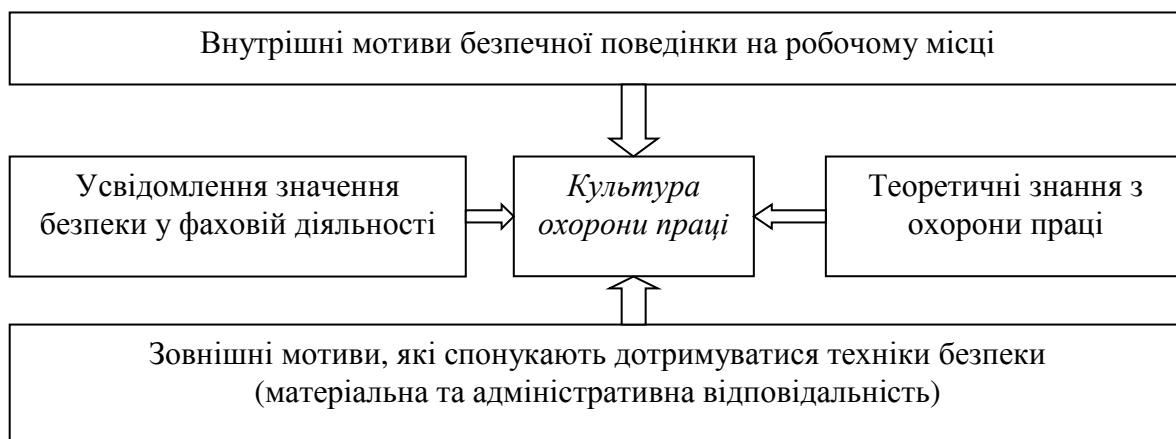 Внутрішні мотиви безпечної поведінки на робочому місці
Усвідомлення значення
безпеки у фаховій діяльності
Культура
охорони праці
Теоретичні знання з
охорони праці
Зовнішні мотиви, які спонукають дотримуватися техніки безпеки
(матеріальна та адміністративна відповідальність)